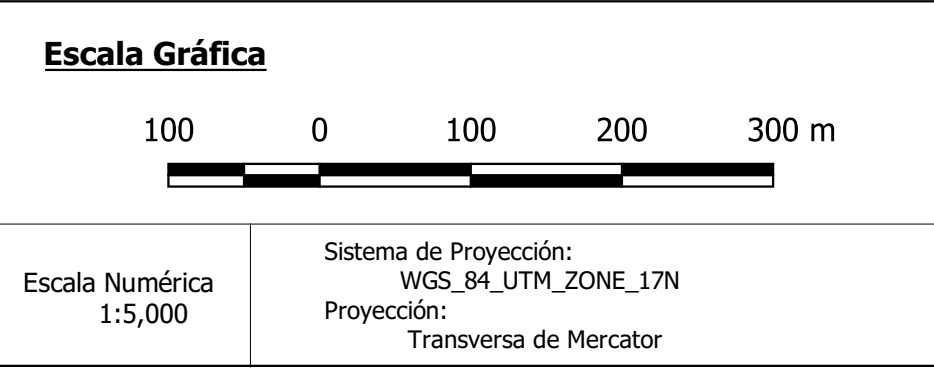 Escala Gráfica
100 0 100 200 300 m
Escala Numérica
1:5,000
Sistema de Proyección:
WGS_84_UTM_ZONE_17N
Proyección:
Transversa de Mercator